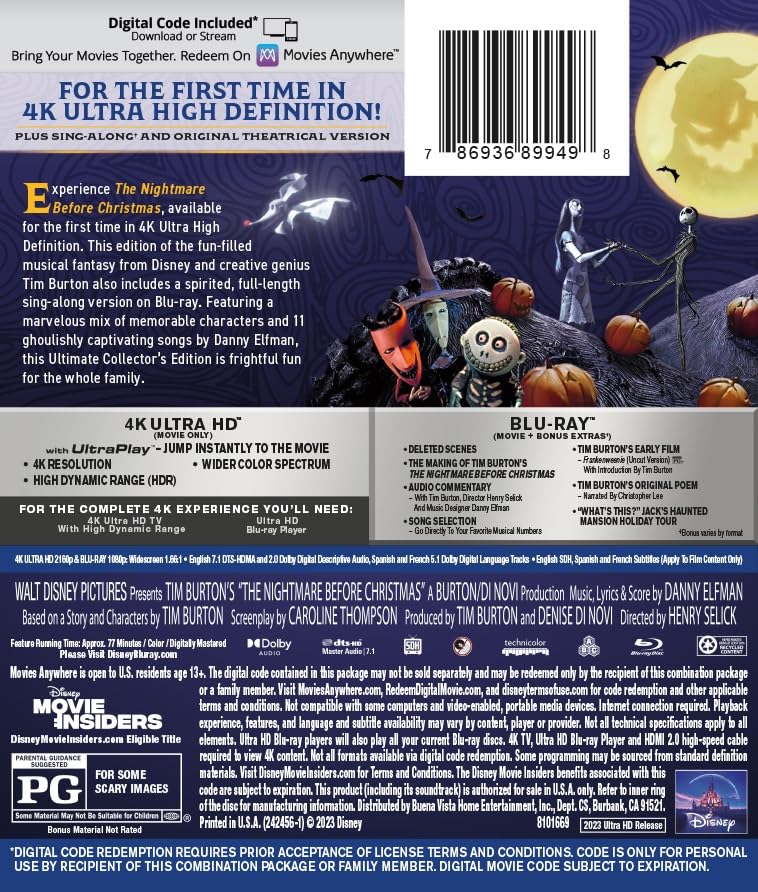 Digital Code Included*
Download or Stream
Bring Your Movies Together. Redeem On Movies Anywhere™
FOR THE FIRST TIME IN
4K ULTRA HIGH DEFINITION!
PLUS SING-ALONG† AND ORIGINAL THEATRICAL VERSION
7 86936 89949 8
Experience The Nightmare
Before Christmas, available
for the first time in 4K Ultra High
Definition. This edition of the fun-filled
musical fantasy from Disney and creative genius
Tim Burton also includes a spirited, full-length
sing-along version on Blu-ray. Featuring a
marvelous mix of memorable characters and 11
ghoulishly captivating songs by Danny Elfman,
this Ultimate Collector's Edition is frightful fun
for the whole family.
4K ULTRA HD™
(MOVIE ONLY)
with UltraPlay™–JUMP INSTANTLY TO THE MOVIE
• 4K RESOLUTION
• WIDER COLOR SPECTRUM
• HIGH DYNAMIC RANGE (HDR)
FOR THE COMPLETE 4K EXPERIENCE YOU'LL NEED:
4K Ultra HD TV
With High Dynamic Range
Ultra HD
Blu-ray Player
BLU-RAY™
(MOVIE + BONUS EXTRAS†)
• DELETED SCENES
• THE MAKING OF TIM BURTON'S
THE NIGHTMARE BEFORE CHRISTMAS
• AUDIO COMMENTARY
– With Tim Burton, Director Henry Selick
And Music Designer Danny Elfman
• SONG SELECTION
– Go Directly To Your Favorite Musical Numbers
• TIM BURTON'S EARLY FILM
– Frankenweenie (Uncut Version)
With Introduction By Tim Burton
• TIM BURTON'S ORIGINAL POEM
– Narrated By Christopher Lee
• "WHAT'S THIS?" JACK'S HAUNTED
MANSION HOLIDAY TOUR
†Bonus varies by format
4K ULTRA HD 2160p & BLU-RAY 1080p: Widescreen 1.66:1 • English 7.1 DTS-HDMA and 2.0 Dolby Digital Descriptive Audio, Spanish and French 5.1 Dolby Digital Language Tracks • English SDH, Spanish and French Subtitles (Apply To Film Content Only)
WALT DISNEY PICTURES Presents TIM BURTON'S "THE NIGHTMARE BEFORE CHRISTMAS" A BURTON/DI NOVI Production Music, Lyrics & Score by DANNY ELFMAN
Based on a Story and Characters by TIM BURTON Screenplay by CAROLINE THOMPSON Produced by TIM BURTON and DENISE DI NOVI Directed by HENRY SELICK
Feature Running Time: Approx. 77 Minutes / Color / Digitally Mastered
Please Visit DisneyBluray.com
Dolby
AUDIO
dts-HD
Master Audio | 7.1
SDH
technicolor
ABC
Blu-ray Disc
RECYCLED
CONTENT
Movies Anywhere is open to U.S. residents age 13+. The digital code contained in this package may not be sold separately and may be redeemed only by the recipient of this combination package
or a family member. Visit MoviesAnywhere.com, RedeemDigitalMovie.com, and disneytermsofuse.com for code redemption and other applicable
terms and conditions. Not compatible with some computers and video-enabled, portable media devices. Internet connection required. Playback
experience, features, and language and subtitle availability may vary by content, player or provider. Not all technical specifications apply to all
elements. Ultra HD Blu-ray players will also play all your current Blu-ray discs. 4K TV, Ultra HD Blu-ray Player and HDMI 2.0 high-speed cable
required to view 4K content. Not all formats available via digital code redemption. Some programming may be sourced from standard definition
materials. Visit DisneyMovieInsiders.com for Terms and Conditions. The Disney Movie Insiders benefits associated with this
code are subject to expiration. This product (including its soundtrack) is authorized for sale in U.S.A. only. Refer to inner ring
of the disc for manufacturing information. Distributed by Buena Vista Home Entertainment, Inc., Dept. CS, Burbank, CA 91521.
Printed in U.S.A. (242456-1) © 2023 Disney 8101669 2023 Ultra HD Release
Disney
MOVIE
INSIDERS
DisneyMovieInsiders.com Eligible Title
PARENTAL GUIDANCE
SUGGESTED
PG
FOR SOME
SCARY IMAGES
Some Material May Not Be Suitable for Children
®
Bonus Material Not Rated
Disney
*DIGITAL CODE REDEMPTION REQUIRES PRIOR ACCEPTANCE OF LICENSE TERMS AND CONDITIONS. CODE IS ONLY FOR PERSONAL
USE BY RECIPIENT OF THIS COMBINATION PACKAGE OR FAMILY MEMBER. DIGITAL MOVIE CODE SUBJECT TO EXPIRATION.